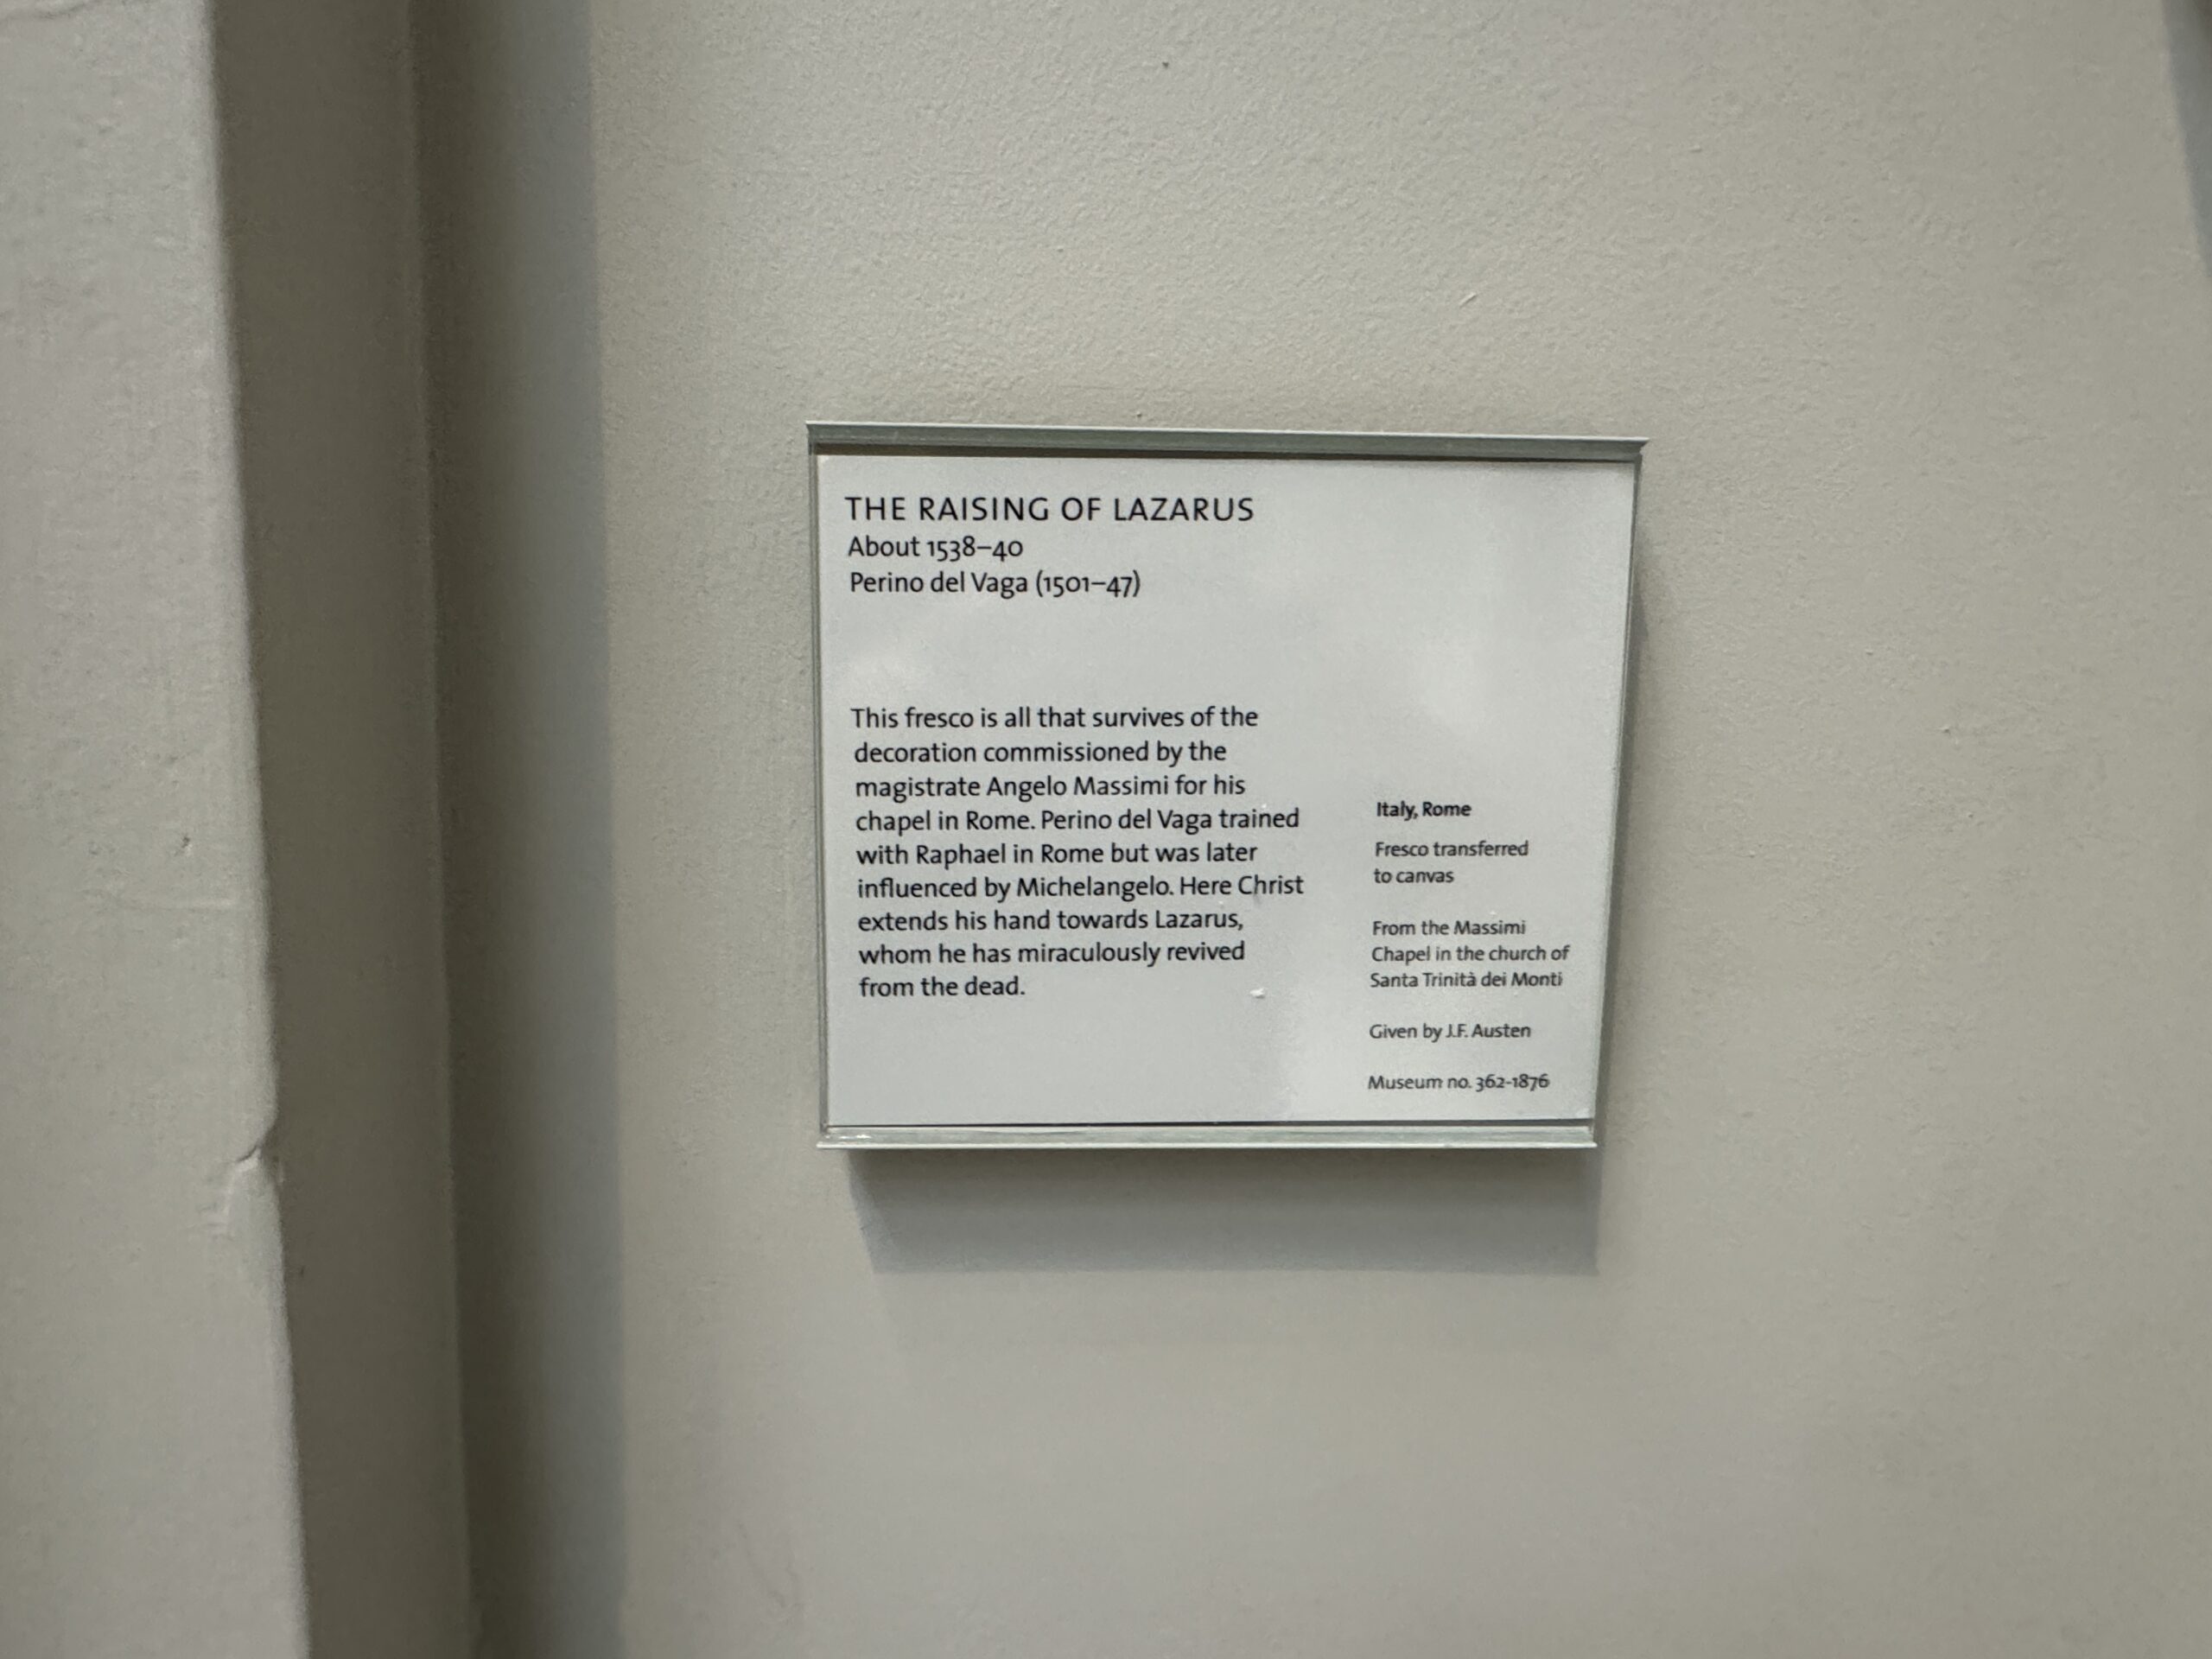 THE RAISING OF LAZARUS
About 1538–40
Perino del Vaga (1501–47)
This fresco is all that survives of the
decoration commissioned by the
magistrate Angelo Massimi for his
chapel in Rome. Perino del Vaga trained
with Raphael in Rome but was later
influenced by Michelangelo. Here Christ
extends his hand towards Lazarus,
whom he has miraculously revived
from the dead.
Italy, Rome
Fresco transferred
to canvas
From the Massimi
Chapel in the church of
Santa Trinità dei Monti
Given by J.F. Austen
Museum no. 362-1876